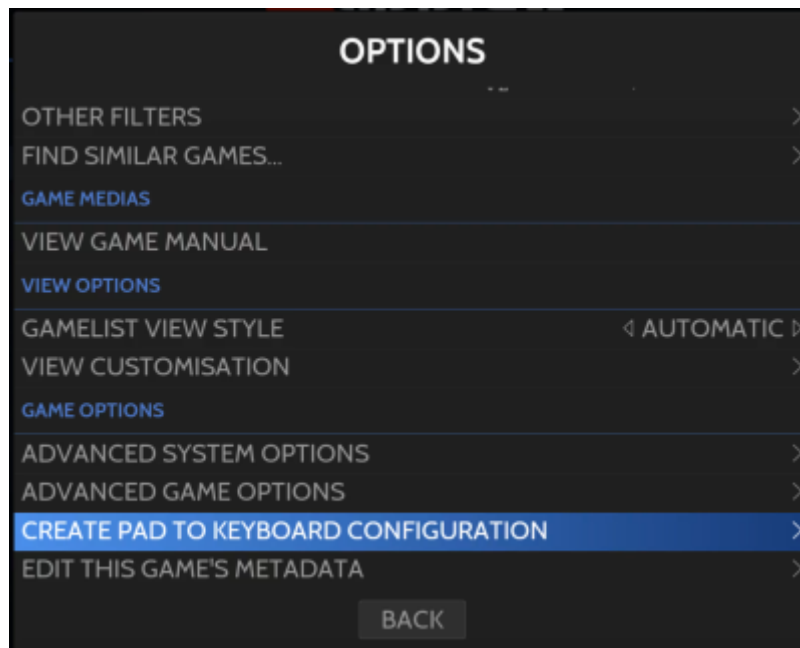 OPTIONS
OTHER FILTERS
FIND SIMILAR GAMES...
GAME MEDIAS
VIEW GAME MANUAL
VIEW OPTIONS
GAMELIST VIEW STYLE AUTOMATIC
VIEW CUSTOMISATION
GAME OPTIONS
ADVANCED SYSTEM OPTIONS
ADVANCED GAME OPTIONS
CREATE PAD TO KEYBOARD CONFIGURATION
EDIT THIS GAME'S METADATA
BACK